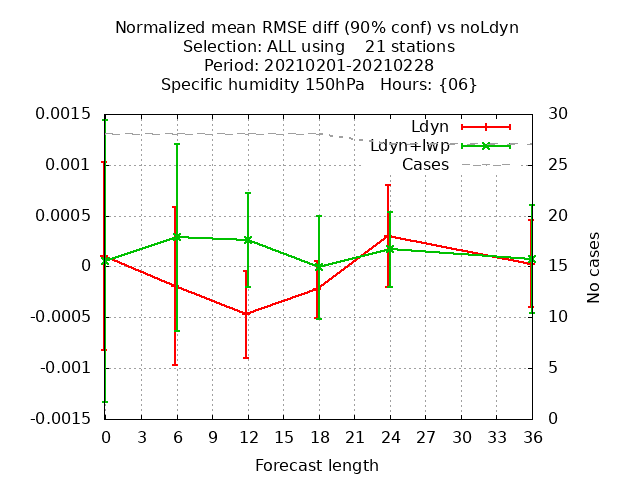 Normalized mean RMSE diff (90% conf) vs noLdyn
Selection: ALL using    21 stations
Period: 20210201-20210228
Specific humidity 150hPa   Hours: {06}
0.0015
0.001
0.0005
0
-0.0005
-0.001
-0.0015
Ldyn
Ldyn+lwp
Cases
30
25
20
15
10
5
0
No cases
0 3 6 9 12 15 18 21 24 27 30 33 36
Forecast length